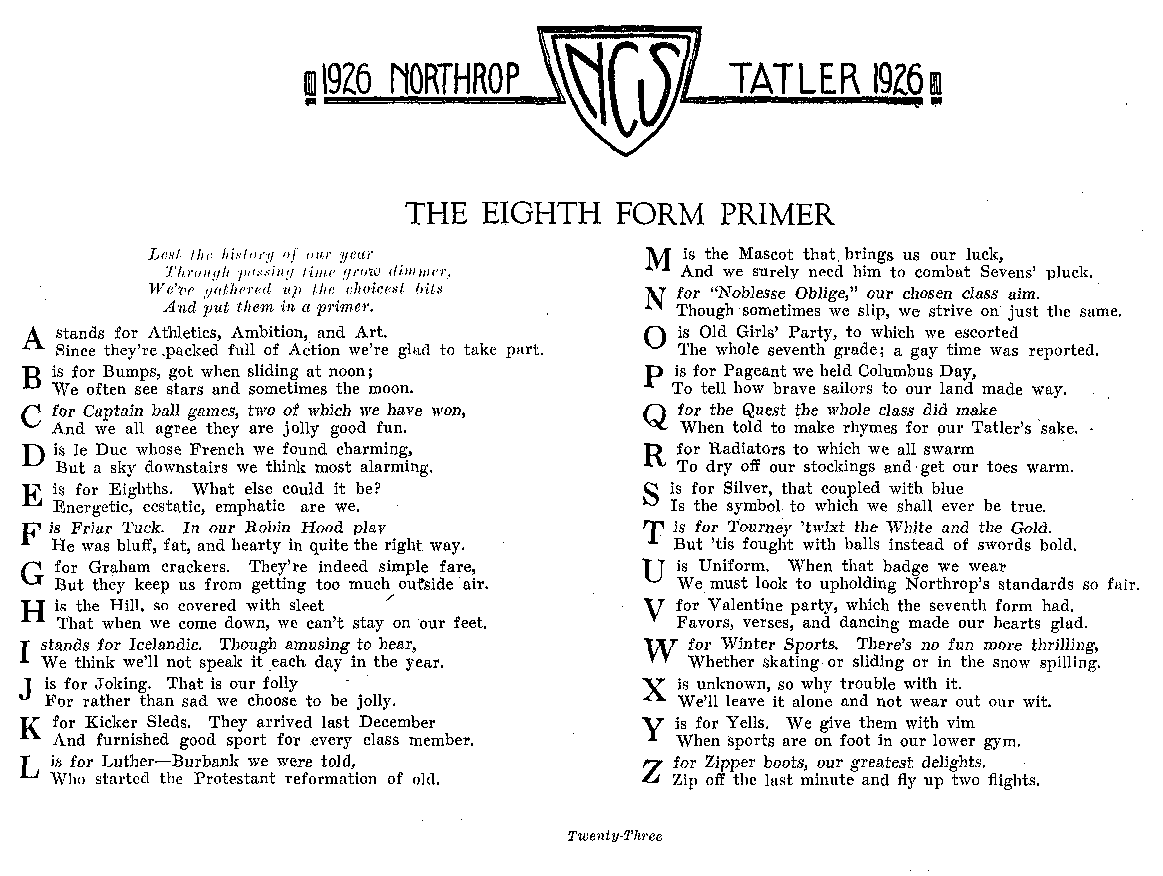 1926 NORTHROP NCS TATLER 1926
THE EIGHTH FORM PRIMER
Lest the history of our year
Through passing time grow dimmer,
We've gathered up the choicest bits
And put them in a primer.
A stands for Athletics, Ambition, and Art.
Since they're packed full of Action we're glad to take part.
B is for Bumps, got when sliding at noon;
We often see stars and sometimes the moon.
C for Captain ball games, two of which we have won,
And we all agree they are jolly good fun.
D is le Duc whose French we found charming,
But a sky downstairs we think most alarming.
E is for Eighths. What else could it be?
Energetic, ecstatic, emphatic are we.
F is Friar Tuck. In our Robin Hood play
He was bluff, fat, and hearty in quite the right way.
G for Graham crackers. They're indeed simple fare,
But they keep us from getting too much outside air.
H is the Hill, so covered with sleet
That when we come down, we can't stay on our feet.
I stands for Icelandic. Though amusing to hear,
We think we'll not speak it each day in the year.
J is for Joking. That is our folly
For rather than sad we choose to be jolly.
K for Kicker Sleds. They arrived last December
And furnished good sport for every class member.
L is for Luther—Burbank we were told,
Who started the Protestant reformation of old.
M is the Mascot that brings us our luck,
And we surely need him to combat Sevens' pluck.
N for "Noblesse Oblige," our chosen class aim.
Though sometimes we slip, we strive on just the same.
O is Old Girls' Party, to which we escorted
The whole seventh grade; a gay time was reported.
P is for Pageant we held Columbus Day,
To tell how brave sailors to our land made way.
Q for the Quest the whole class did make
When told to make rhymes for our Tatler's sake.
R for Radiators to which we all swarm
To dry off our stockings and get our toes warm.
S is for Silver, that coupled with blue
Is the symbol to which we shall ever be true.
T is for Tourney 'twixt the White and the Gold.
But 'tis fought with balls instead of swords bold.
U is Uniform. When that badge we wear
We must look to upholding Northrop's standards so fair.
V for Valentine party, which the seventh form had.
Favors, verses, and dancing made our hearts glad.
W for Winter Sports. There's no fun more thrilling,
Whether skating or sliding or in the snow spilling.
X is unknown, so why trouble with it.
We'll leave it alone and not wear out our wit.
Y is for Yells. We give them with vim
When sports are on foot in our lower gym.
Z for Zipper boots, our greatest delights.
Zip off the last minute and fly up two flights.
Twenty-Three